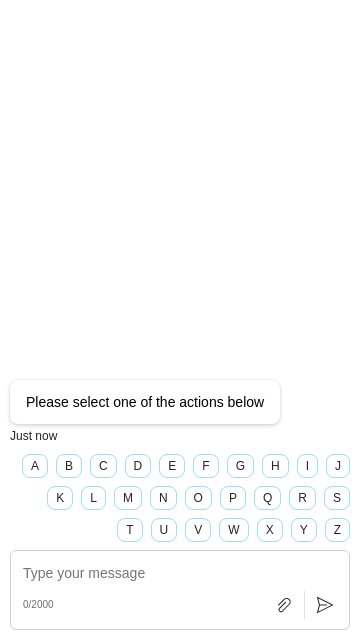 Please select one of the actions below
Just now
A B C D E F G H I J
K L M N O P Q R S
T U V W X Y Z
Type your message
0/2000